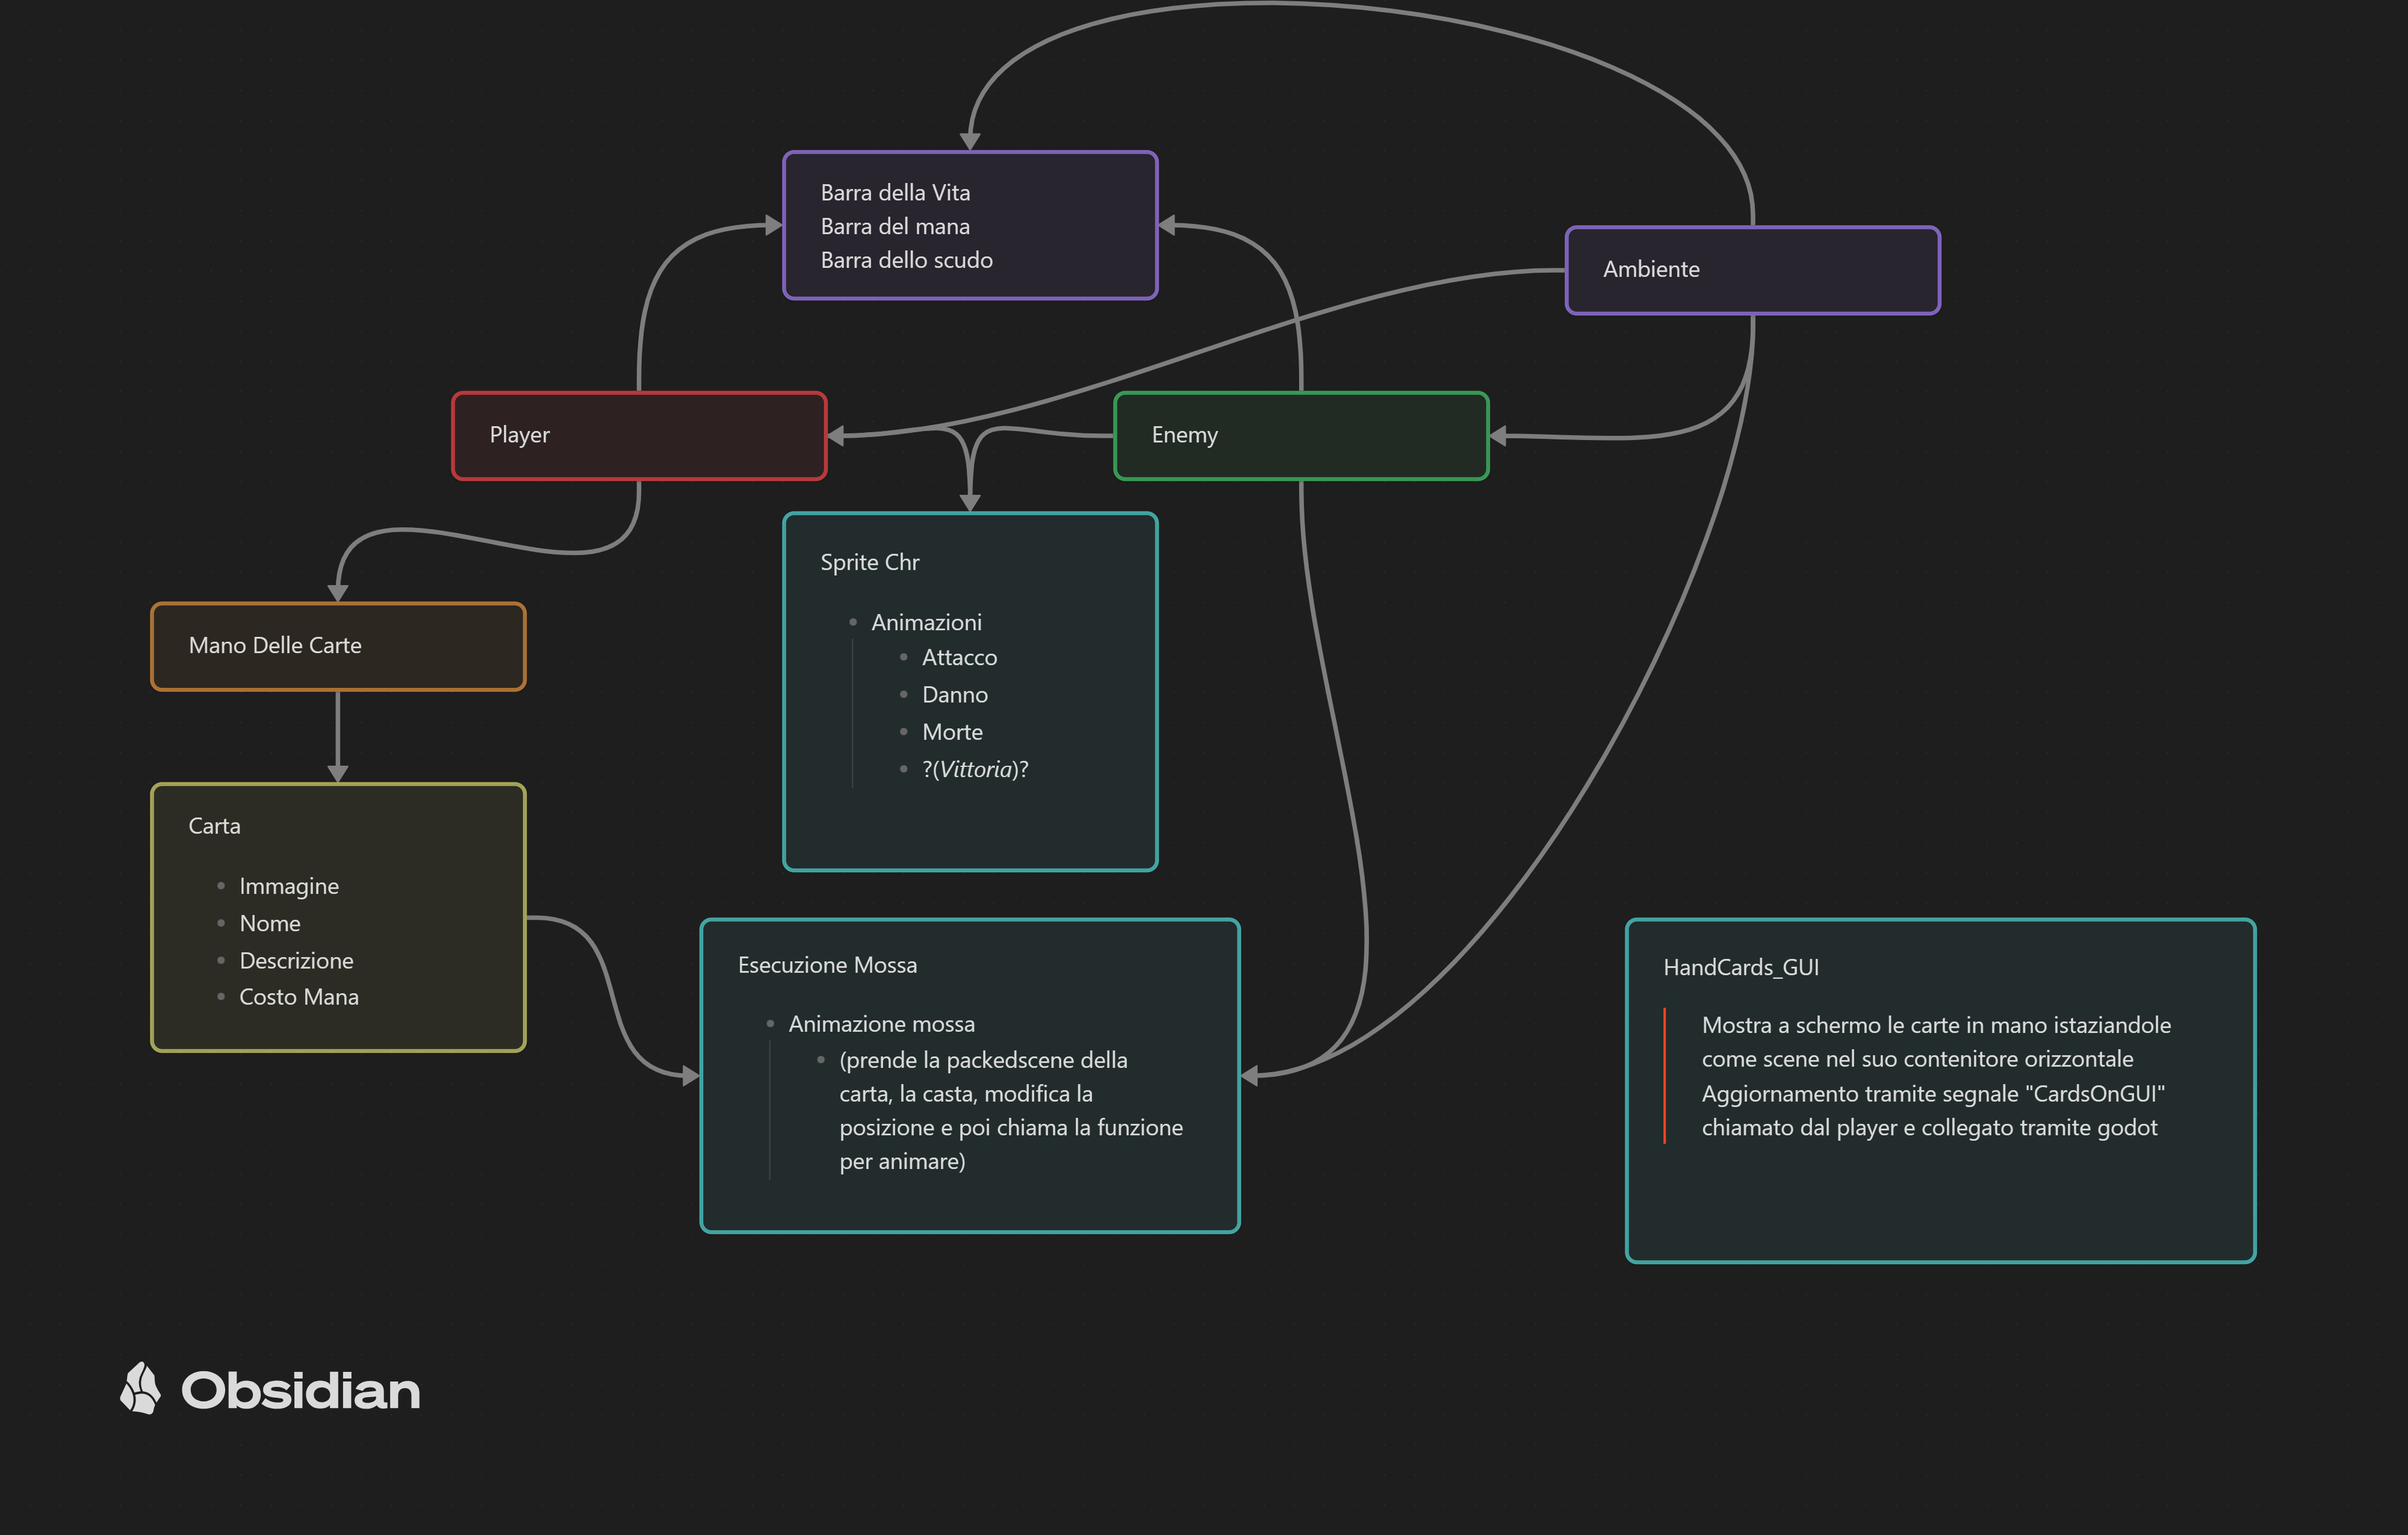 Barra della Vita
Barra del mana
Barra dello scudo
Ambiente
Player
Enemy
Sprite Chr
Animazioni
Attacco
Danno
Morte
?(Vittoria)?
Mano Delle Carte
Carta
Immagine
Nome
Descrizione
Costo Mana
Esecuzione Mossa
Animazione mossa
(prende la packedscene della
carta, la casta, modifica la
posizione e poi chiama la funzione
per animare)
HandCards_GUI
Mostra a schermo le carte in mano istaziandole
come scene nel suo contenitore orizzontale
Aggiornamento tramite segnale "CardsOnGUI"
chiamato dal player e collegato tramite godot
Obsidian